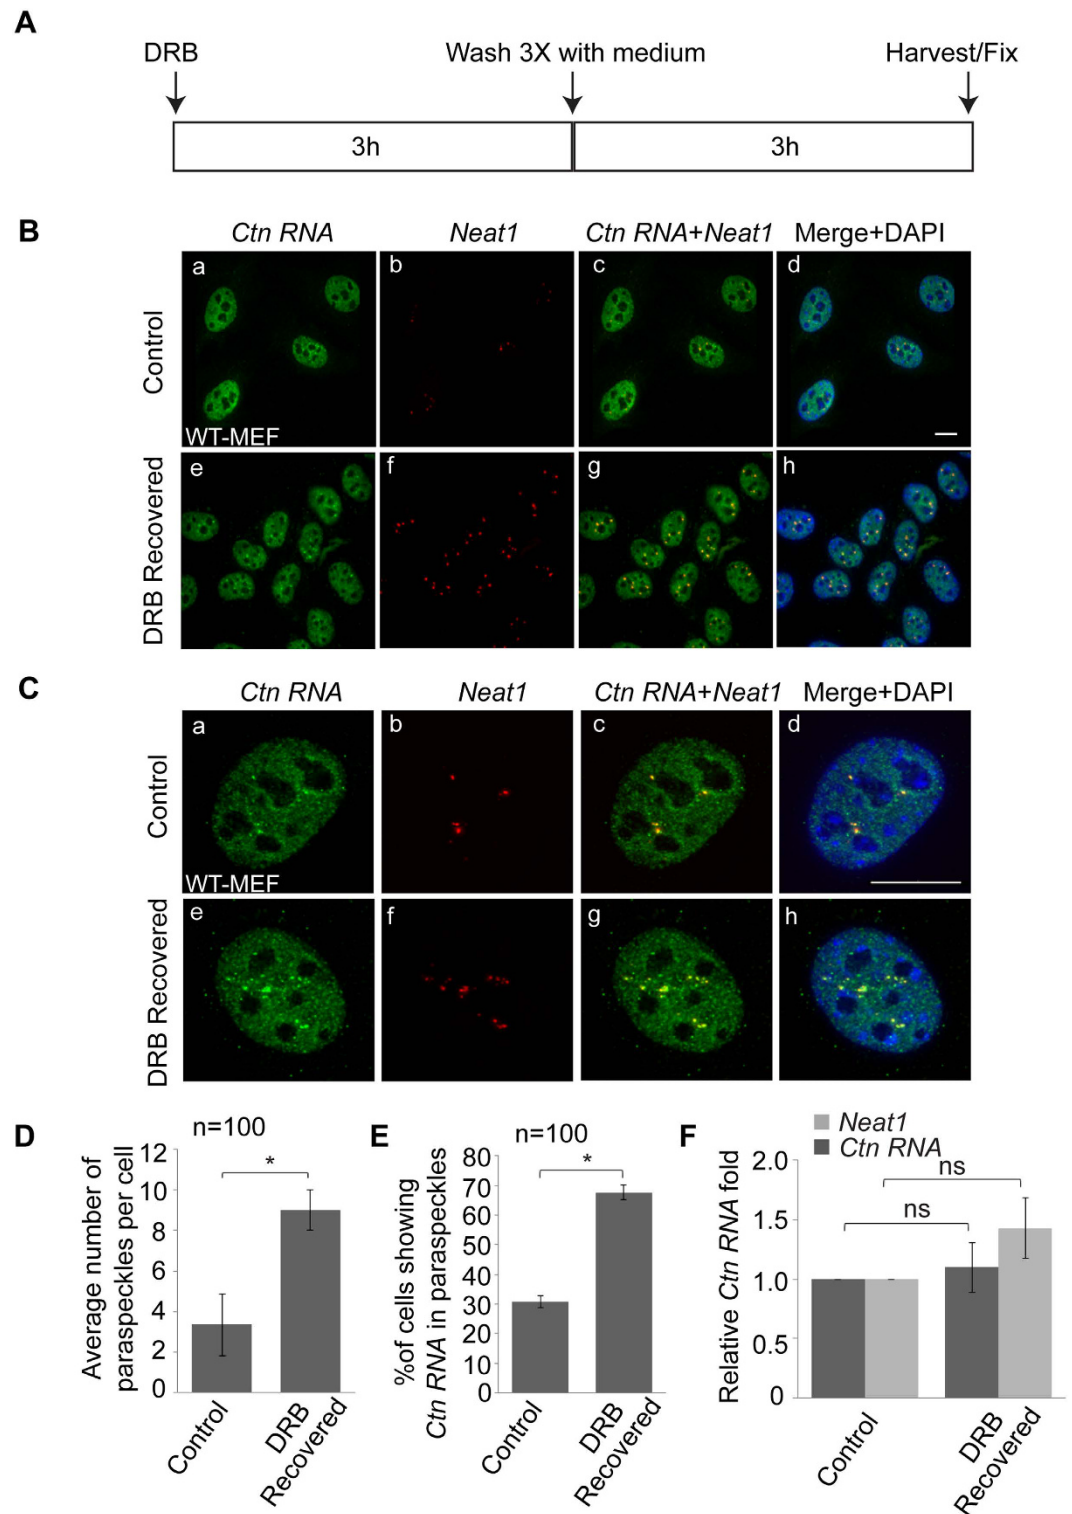 A
DRB
Wash 3X with medium
Harvest/Fix
3h
3h
B
Ctn RNA
Neat1
Ctn RNA+Neat1
Merge+DAPI
Control
a
b
c
d
WT-MEF
DRB Recovered
e
f
g
h
C
Ctn RNA
Neat1
Ctn RNA+Neat1
Merge+DAPI
Control
a
b
c
d
WT-MEF
DRB Recovered
e
f
g
h
D
n=100
Average number of
paraspeckles per cell
12
10
8
6
4
2
0
*
Control
DRB
Recovered
E
n=100
%of cells showing
Ctn RNA in paraspeckles
80
70
60
50
40
30
20
10
0
*
Control
DRB
Recovered
F
Neat1
Ctn RNA
Relative Ctn RNA fold
2.0
1.5
1.0
0.5
0
ns
ns
Control
DRB
Recovered